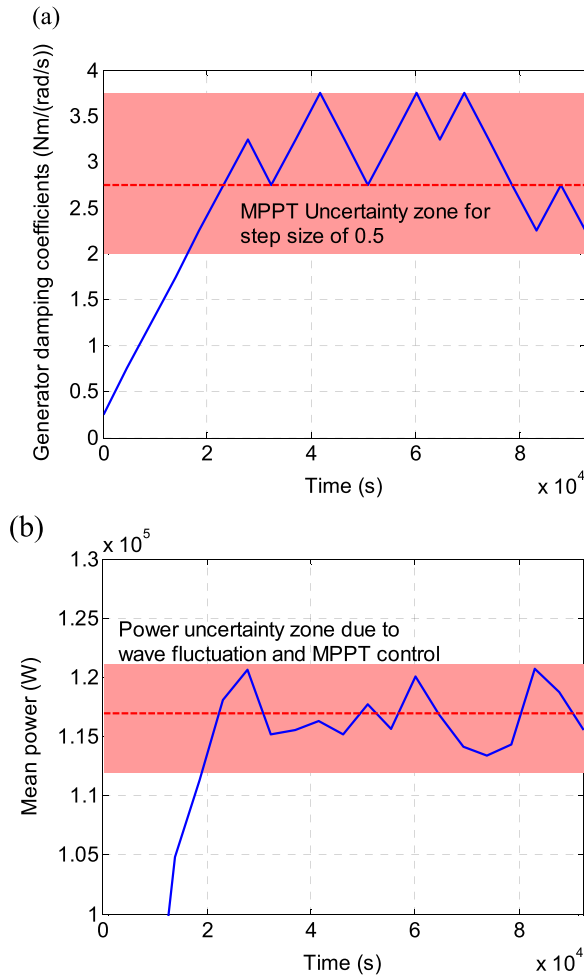 (a)
Generator damping coefficients (Nm/(rad/s))
4
3.5
3
2.5
2
1.5
1
0.5
0
MPPT Uncertainty zone for
step size of 0.5
0 2 4 6 8
x 10^4
Time (s)
(b)
x 10^5
Mean power (W)
1.3
1.25
1.2
1.15
1.1
1.05
1
Power uncertainty zone due to
wave fluctuation and MPPT control
0 2 4 6 8
x 10^4
Time (s)